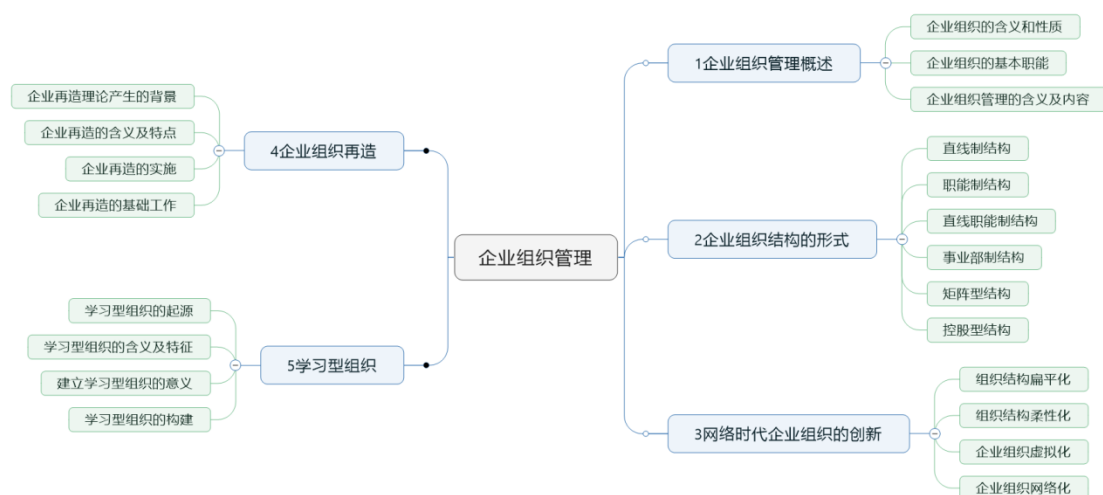 企业组织管理
1企业组织管理概述
企业组织的含义和性质
企业组织的基本职能
企业组织管理的含义及内容
2企业组织结构的形式
直线制结构
职能制结构
直线职能制结构
事业部制结构
矩阵型结构
控股型结构
3网络时代企业组织的创新
组织结构扁平化
组织结构柔性化
企业组织虚拟化
企业组织网络化
4企业组织再造
企业再造理论产生的背景
企业再造的含义及特点
企业再造的实施
企业再造的基础工作
5学习型组织
学习型组织的起源
学习型组织的含义及特征
建立学习型组织的意义
学习型组织的构建